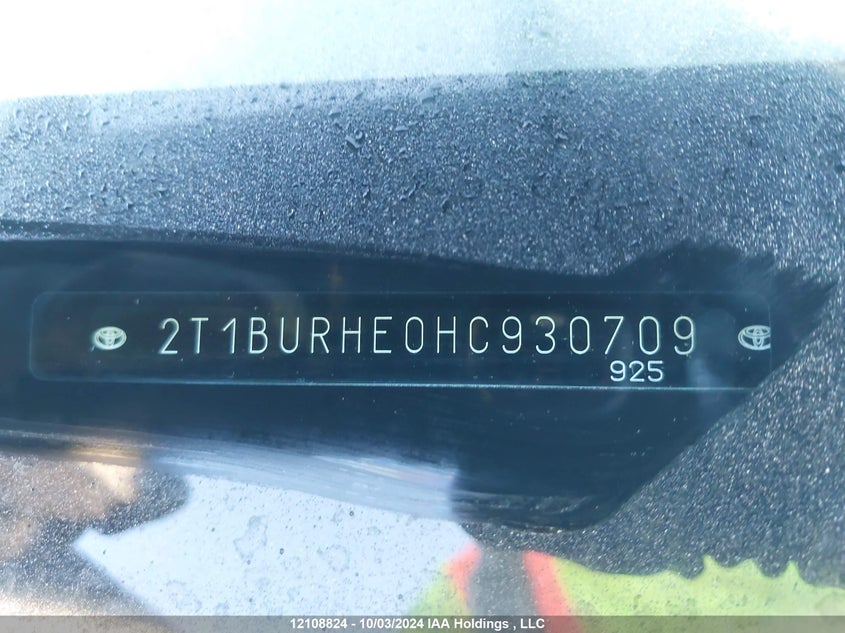 2T1BURHE0HC930709
925
12108824 - 10/03/2024 IAA Holdings , LLC